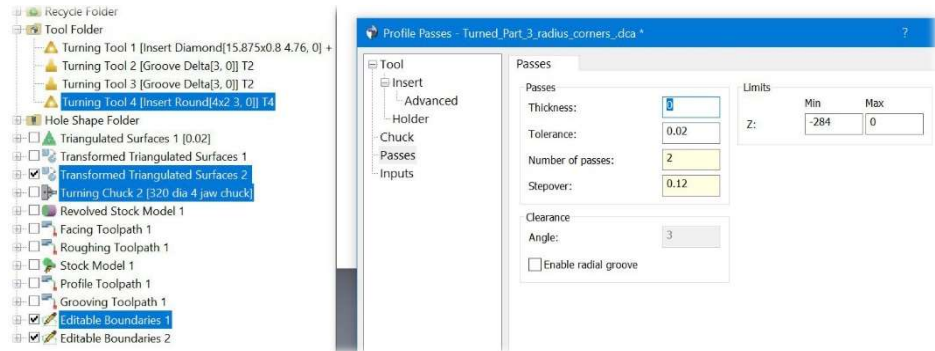 Recycle Folder
Tool Folder
Turning Tool 1 [Insert Diamond[15.875x0.8 4.76, 0] +
Turning Tool 2 [Groove Delta[3, 0]] T2
Turning Tool 3 [Groove Delta[3, 0]] T2
Turning Tool 4 [Insert Round[4x2 3, 0]] T4
Hole Shape Folder
Triangulated Surfaces 1 [0.02]
Transformed Triangulated Surfaces 1
Transformed Triangulated Surfaces 2
Turning Chuck 2 [320 dia 4 jaw chuck]
Revolved Stock Model 1
Facing Toolpath 1
Roughing Toolpath 1
Stock Model 1
Profile Toolpath 1
Grooving Toolpath 1
Editable Boundaries 1
Editable Boundaries 2
Profile Passes - Turned_Part_3_radius_corners_.dca * ?
Tool
Insert
Advanced
Holder
Chuck
Passes
Inputs
Passes
Passes
Thickness: 0
Tolerance: 0.02
Number of passes: 2
Stepover: 0.12
Clearance
Angle: 3
Enable radial groove
Limits
Min Max
Z: -284 0